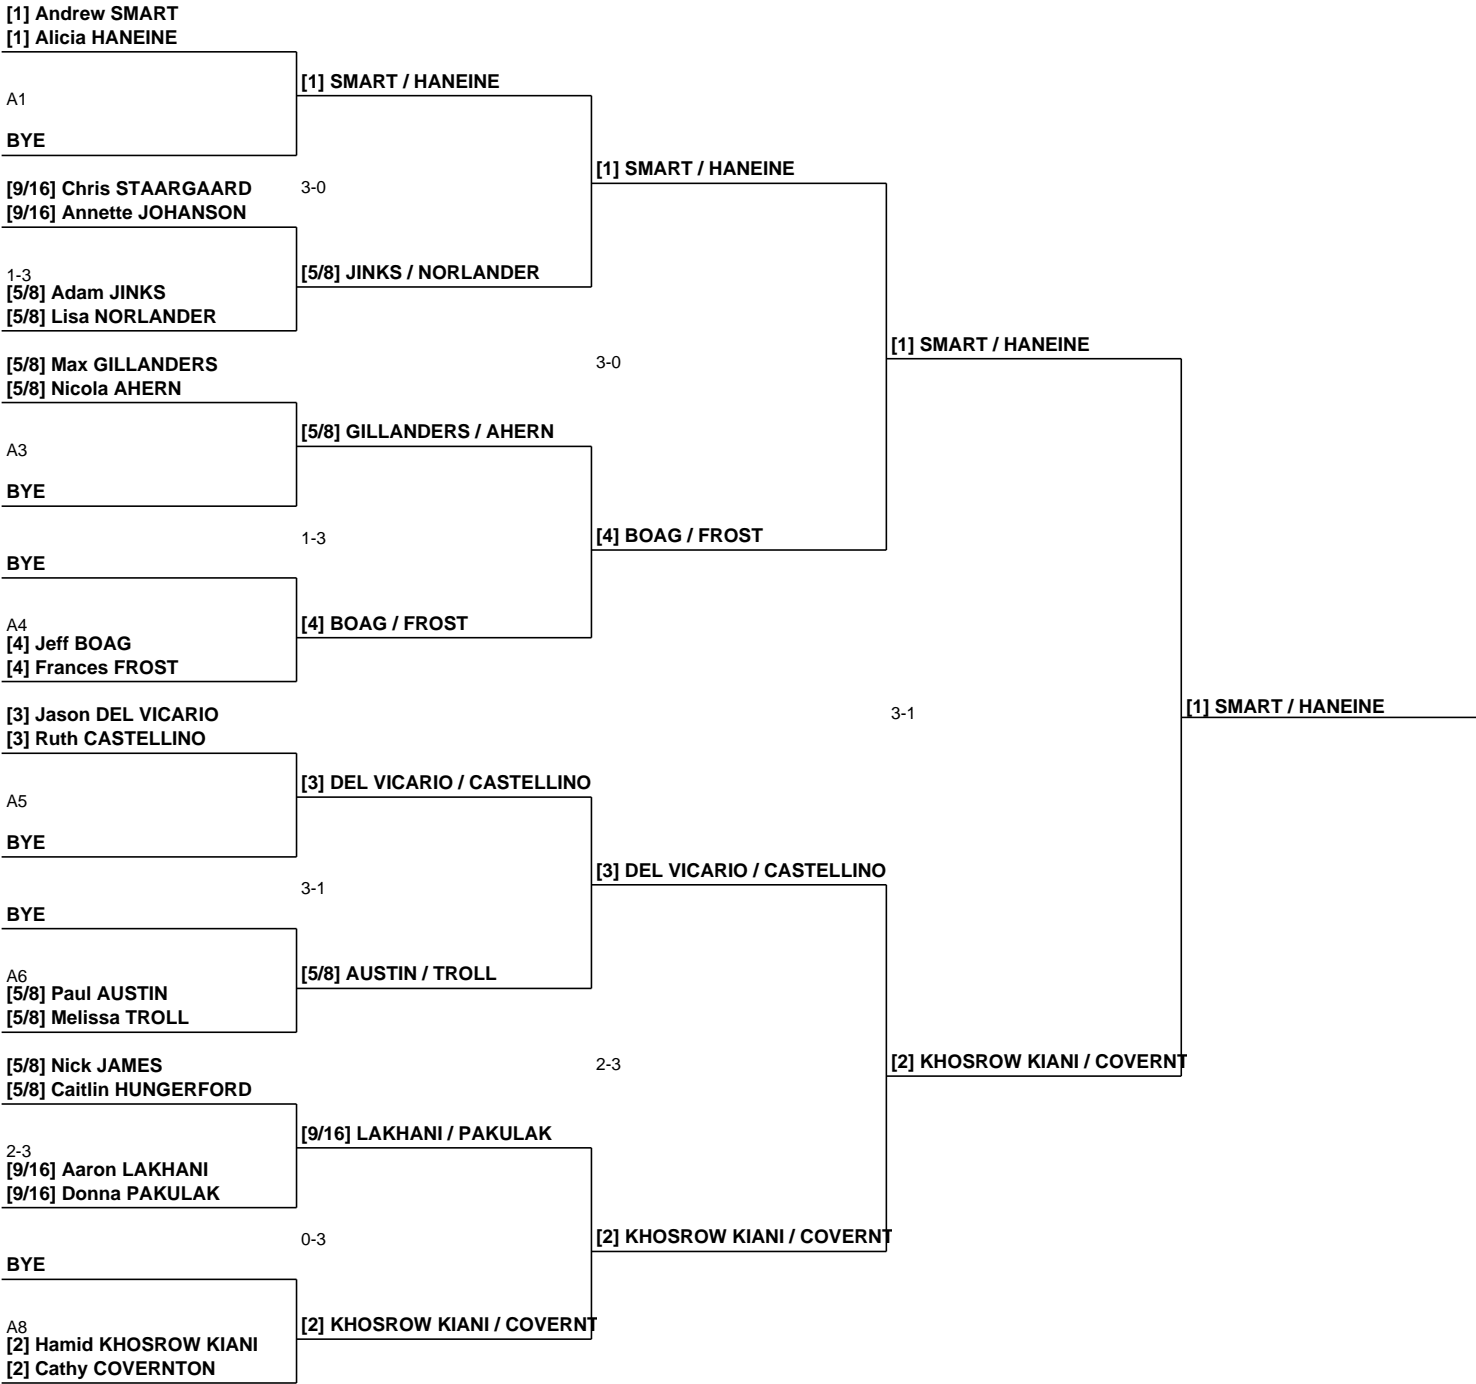 [1] Andrew SMART
[1] Alicia HANEINE
[1] SMART / HANEINE
A1
BYE
[1] SMART / HANEINE
[9/16] Chris STAARGAARD
3-0
[9/16] Annette JOHANSON
1-3
[5/8] JINKS / NORLANDER
[5/8] Adam JINKS
[5/8] Lisa NORLANDER
[1] SMART / HANEINE
[5/8] Max GILLANDERS
3-0
[5/8] Nicola AHERN
[5/8] GILLANDERS / AHERN
A3
BYE
1-3
[4] BOAG / FROST
BYE
A4
[4] BOAG / FROST
[4] Jeff BOAG
[4] Frances FROST
[1] SMART / HANEINE
[3] Jason DEL VICARIO
3-1
[3] Ruth CASTELLINO
[3] DEL VICARIO / CASTELLINO
A5
BYE
[3] DEL VICARIO / CASTELLINO
3-1
BYE
A6
[5/8] AUSTIN / TROLL
[5/8] Paul AUSTIN
[5/8] Melissa TROLL
[5/8] Nick JAMES
2-3
[2] KHOSROW KIANI / COVERNT
[5/8] Caitlin HUNGERFORD
[9/16] LAKHANI / PAKULAK
2-3
[9/16] Aaron LAKHANI
[9/16] Donna PAKULAK
0-3
[2] KHOSROW KIANI / COVERNT
BYE
A8
[2] KHOSROW KIANI / COVERNT
[2] Hamid KHOSROW KIANI
[2] Cathy COVERNTON